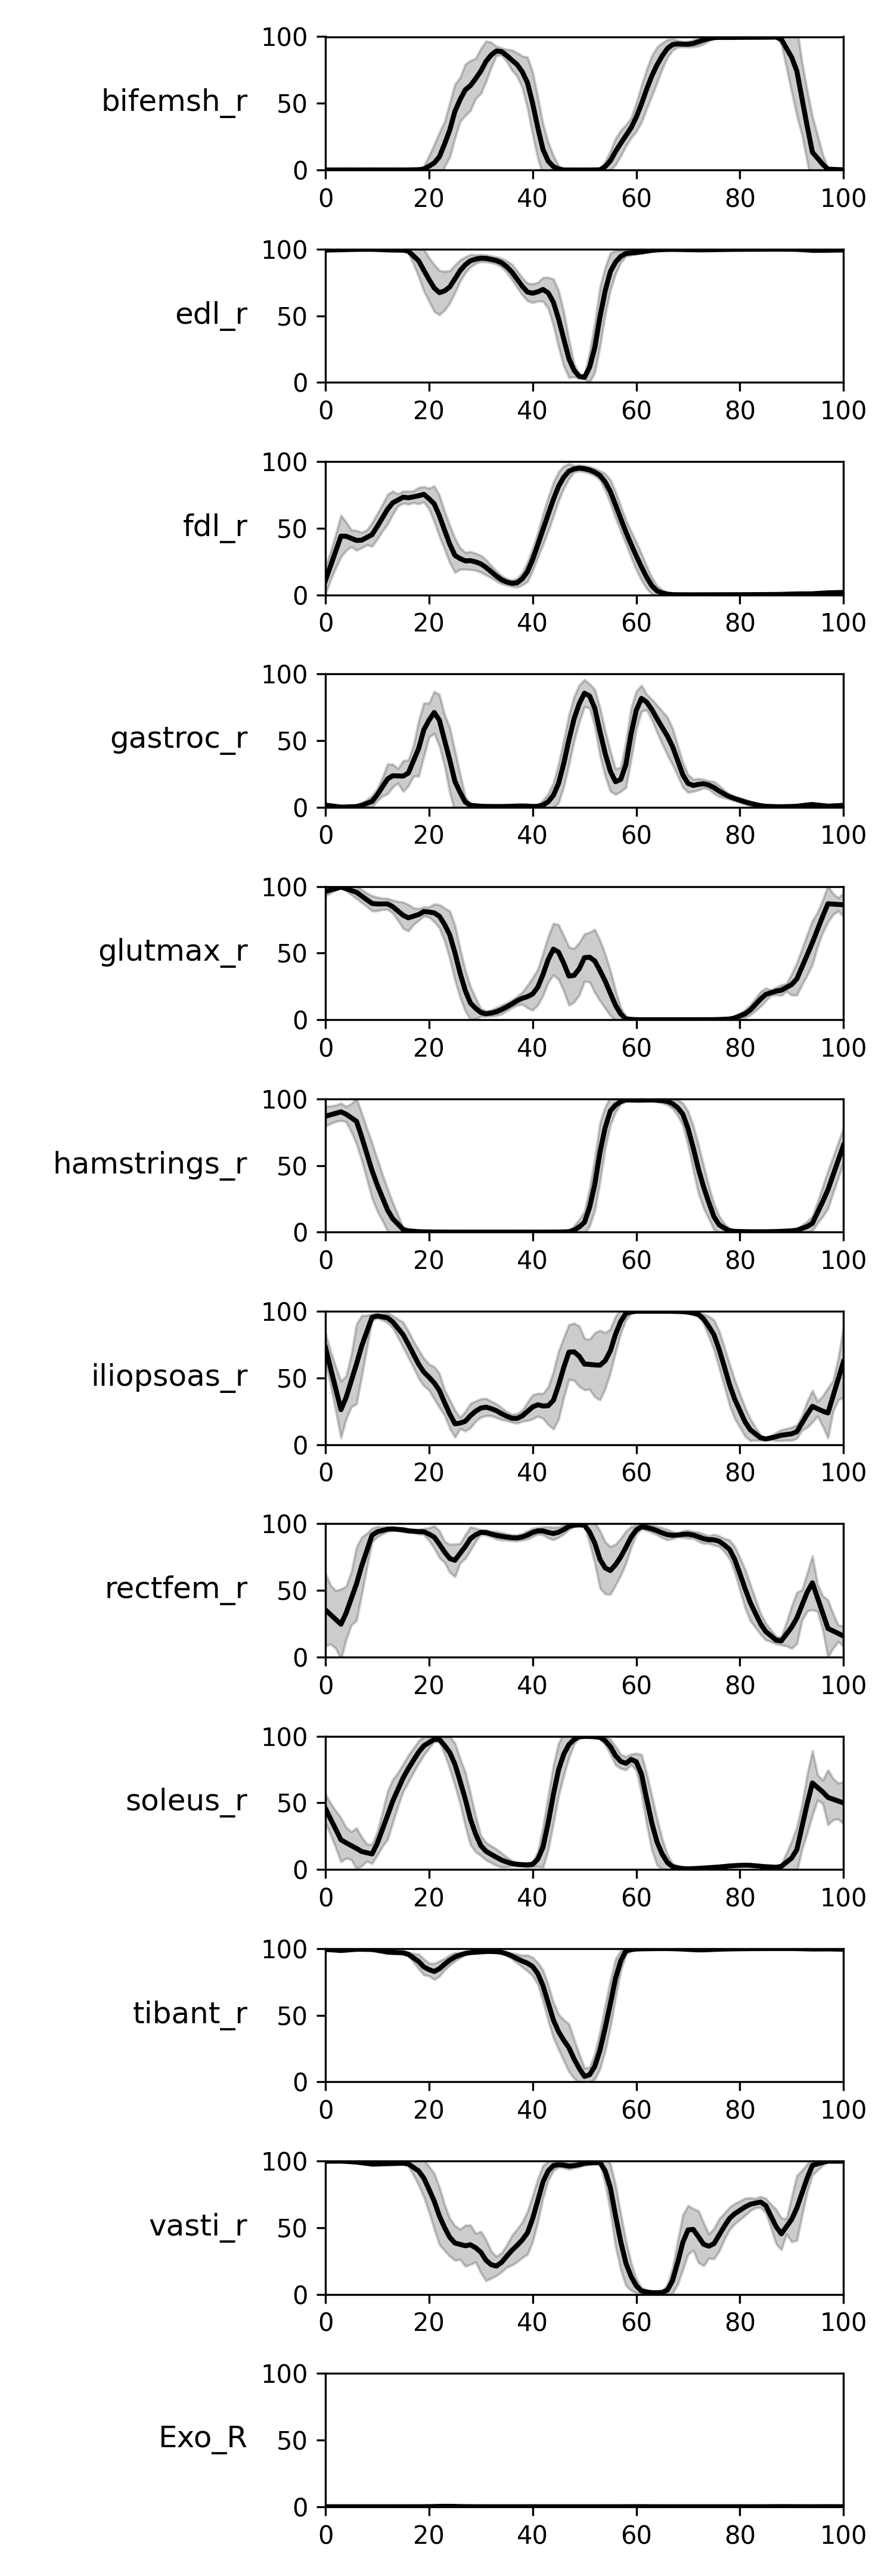 100
bifemsh_r 50
0
0 20 40 60 80 100
100
edl_r 50
0
0 20 40 60 80 100
100
fdl_r 50
0
0 20 40 60 80 100
100
gastroc_r 50
0
0 20 40 60 80 100
100
glutmax_r 50
0
0 20 40 60 80 100
100
hamstrings_r 50
0
0 20 40 60 80 100
100
iliopsoas_r 50
0
0 20 40 60 80 100
100
rectfem_r 50
0
0 20 40 60 80 100
100
soleus_r 50
0
0 20 40 60 80 100
100
tibant_r 50
0
0 20 40 60 80 100
100
vasti_r 50
0
0 20 40 60 80 100
100
Exo_R 50
0
0 20 40 60 80 100